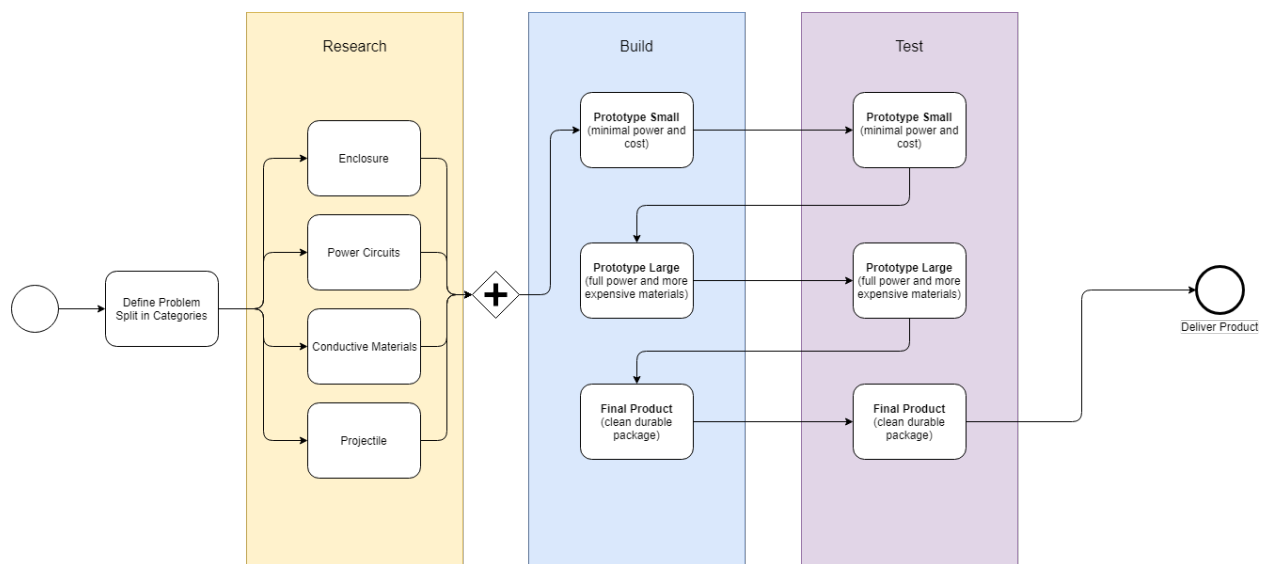 Research
Build
Test
Enclosure
Power Circuits
Conductive Materials
Projectile
Define Problem
Split in Categories
Prototype Small
(minimal power and
cost)
Prototype Small
(minimal power and
cost)
Prototype Large
(full power and more
expensive materials)
Prototype Large
(full power and more
expensive materials)
Final Product
(clean durable
package)
Final Product
(clean durable
package)
Deliver Product